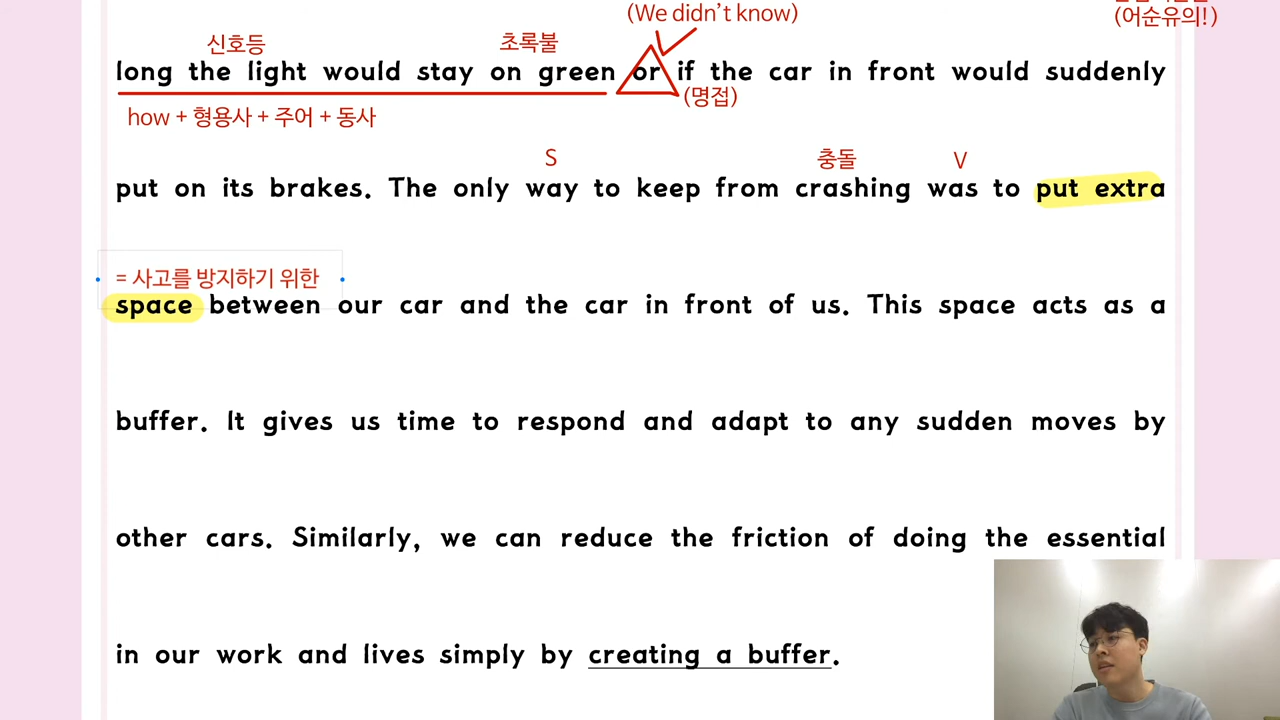 (We didn't know)
(어순유의!)
신호등
초록불
long the light would stay on green or if the car in front would suddenly
(명접)
how + 형용사 + 주어 + 동사
S
충돌
V
put on its brakes. The only way to keep from crashing was to put extra
= 사고를 방지하기 위한
space between our car and the car in front of us. This space acts as a
buffer. It gives us time to respond and adapt to any sudden moves by
other cars. Similarly, we can reduce the friction of doing the essential
in our work and lives simply by creating a buffer.